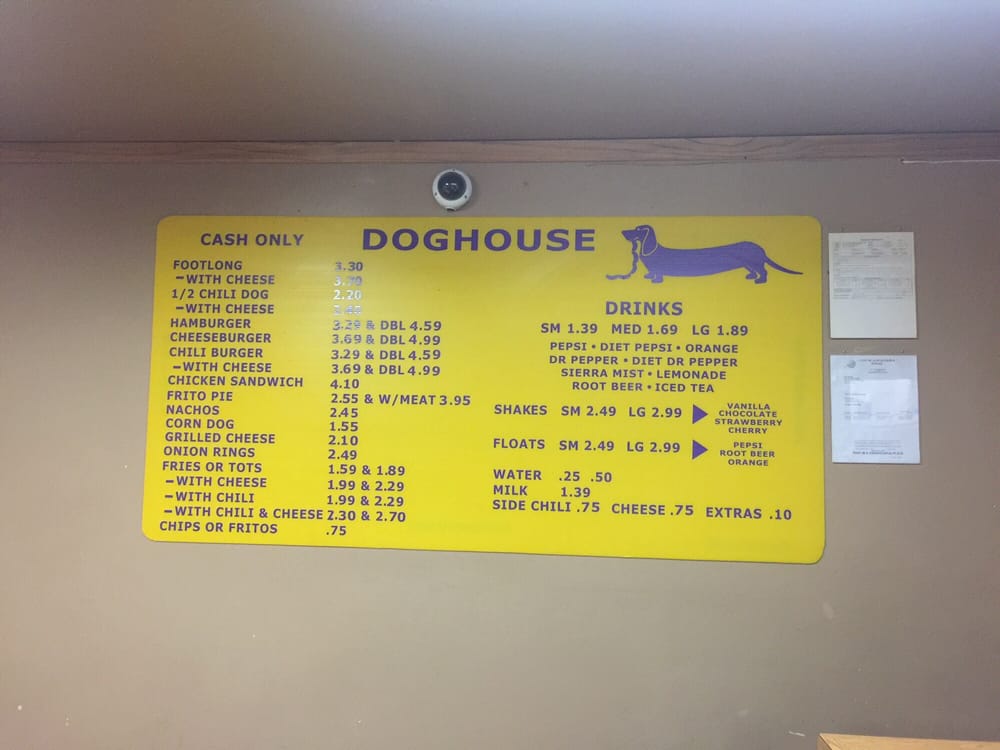 CASH ONLY DOGHOUSE
FOOTLONG 3.30
-WITH CHEESE 3.70
1/2 CHILI DOG 2.20
-WITH CHEESE
HAMBURGER 3.29 & DBL 4.59
CHEESEBURGER 3.69 & DBL 4.99
CHILI BURGER 3.29 & DBL 4.59
-WITH CHEESE 3.69 & DBL 4.99
CHICKEN SANDWICH 4.10
FRITO PIE 2.55 & W/MEAT 3.95
NACHOS 2.45
CORN DOG 1.55
GRILLED CHEESE 2.10
ONION RINGS 2.49
FRIES OR TOTS 1.59 & 1.89
-WITH CHEESE 1.99 & 2.29
-WITH CHILI 1.99 & 2.29
-WITH CHILI & CHEESE 2.30 & 2.70
CHIPS OR FRITOS .75
DRINKS
SM 1.39 MED 1.69 LG 1.89
PEPSI • DIET PEPSI • ORANGE
DR PEPPER • DIET DR PEPPER
SIERRA MIST • LEMONADE
ROOT BEER • ICED TEA
SHAKES SM 2.49 LG 2.99
VANILLA
CHOCOLATE
STRAWBERRY
CHERRY
FLOATS SM 2.49 LG 2.99
PEPSI
ROOT BEER
ORANGE
WATER .25 .50
MILK 1.39
SIDE CHILI .75 CHEESE .75 EXTRAS .10